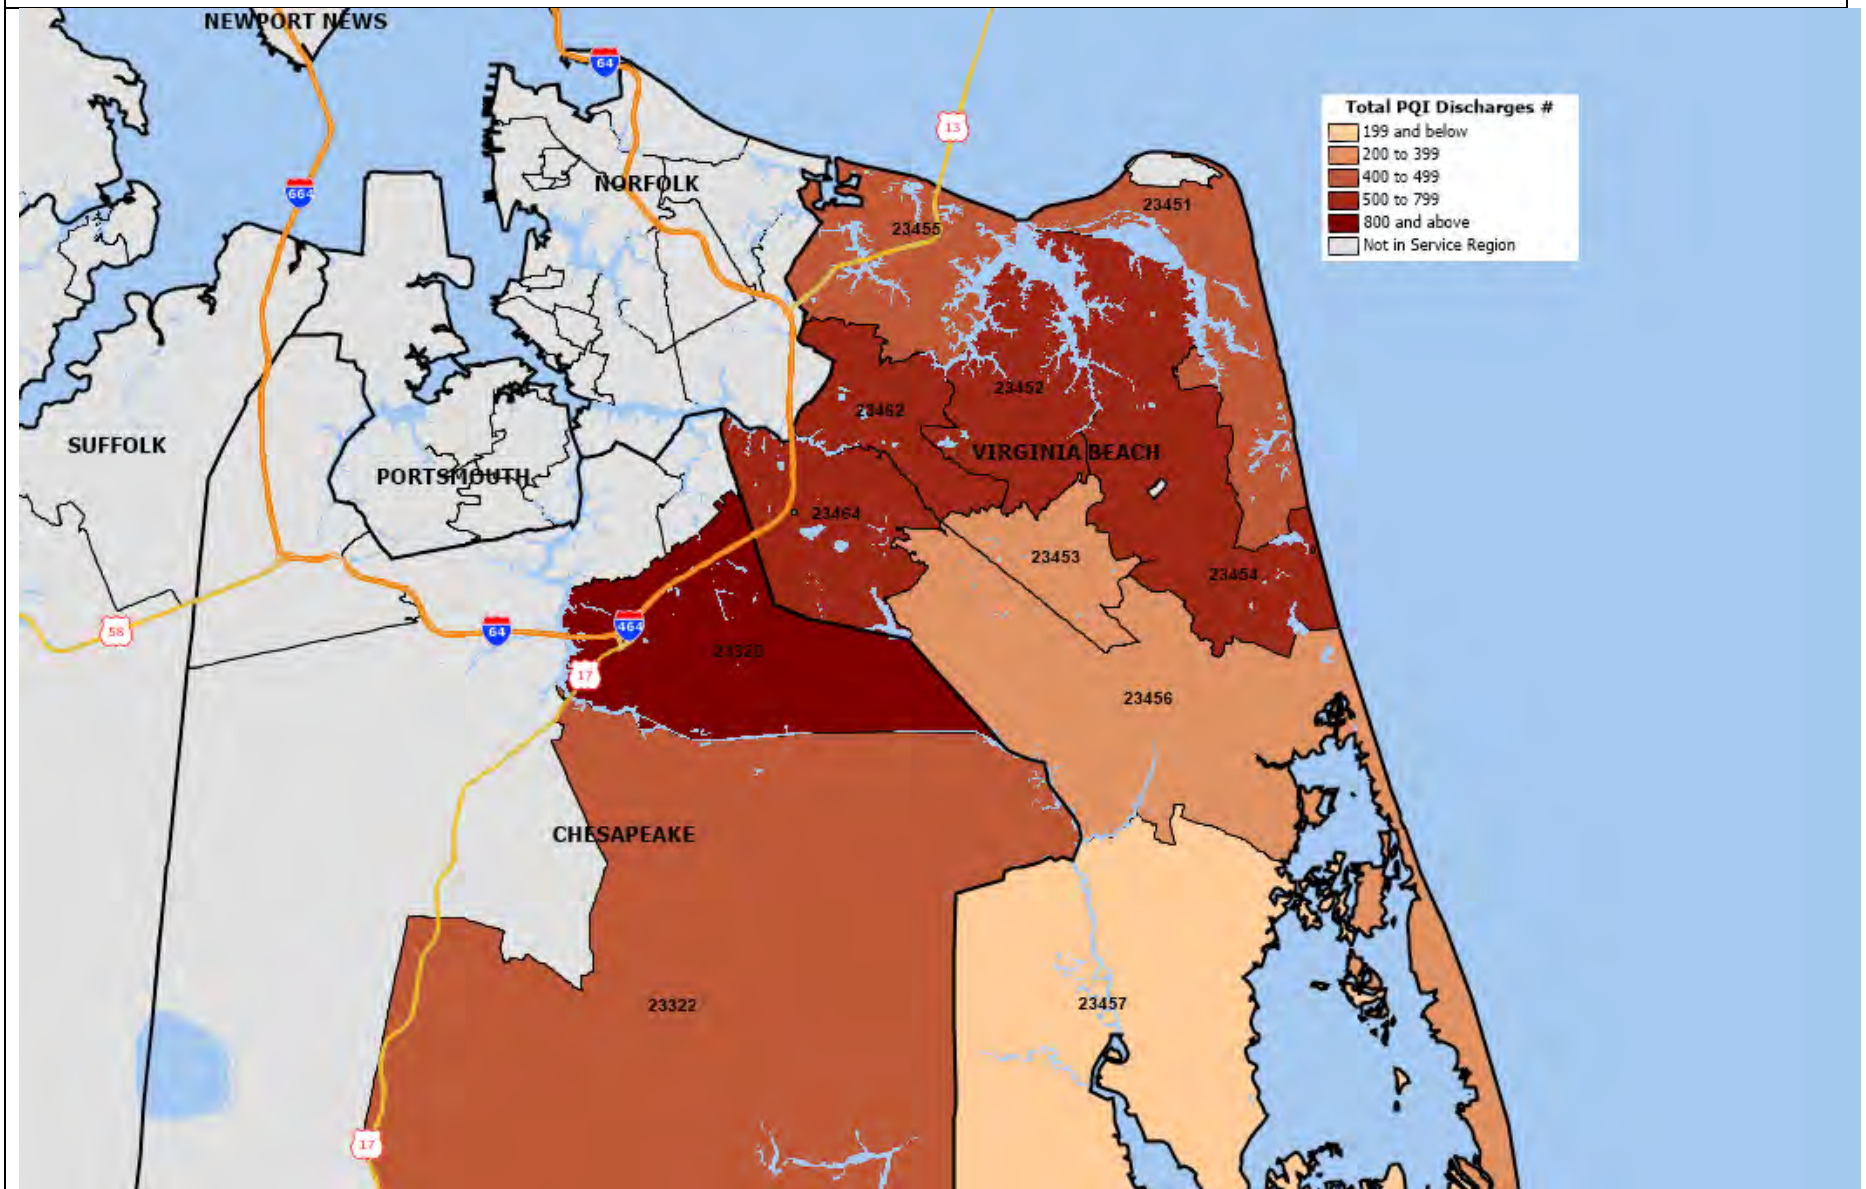 NEWPORT NEWS
64
13
Total PQI Discharges #
199 and below
200 to 399
400 to 499
500 to 799
800 and above
Not in Service Region
664
NORFOLK
23451
23455
23452
23462
SUFFOLK
VIRGINIA BEACH
PORTSMOUTH
23464
23453
23454
58
64
464
23320
17
23456
CHESAPEAKE
23322
23457
17